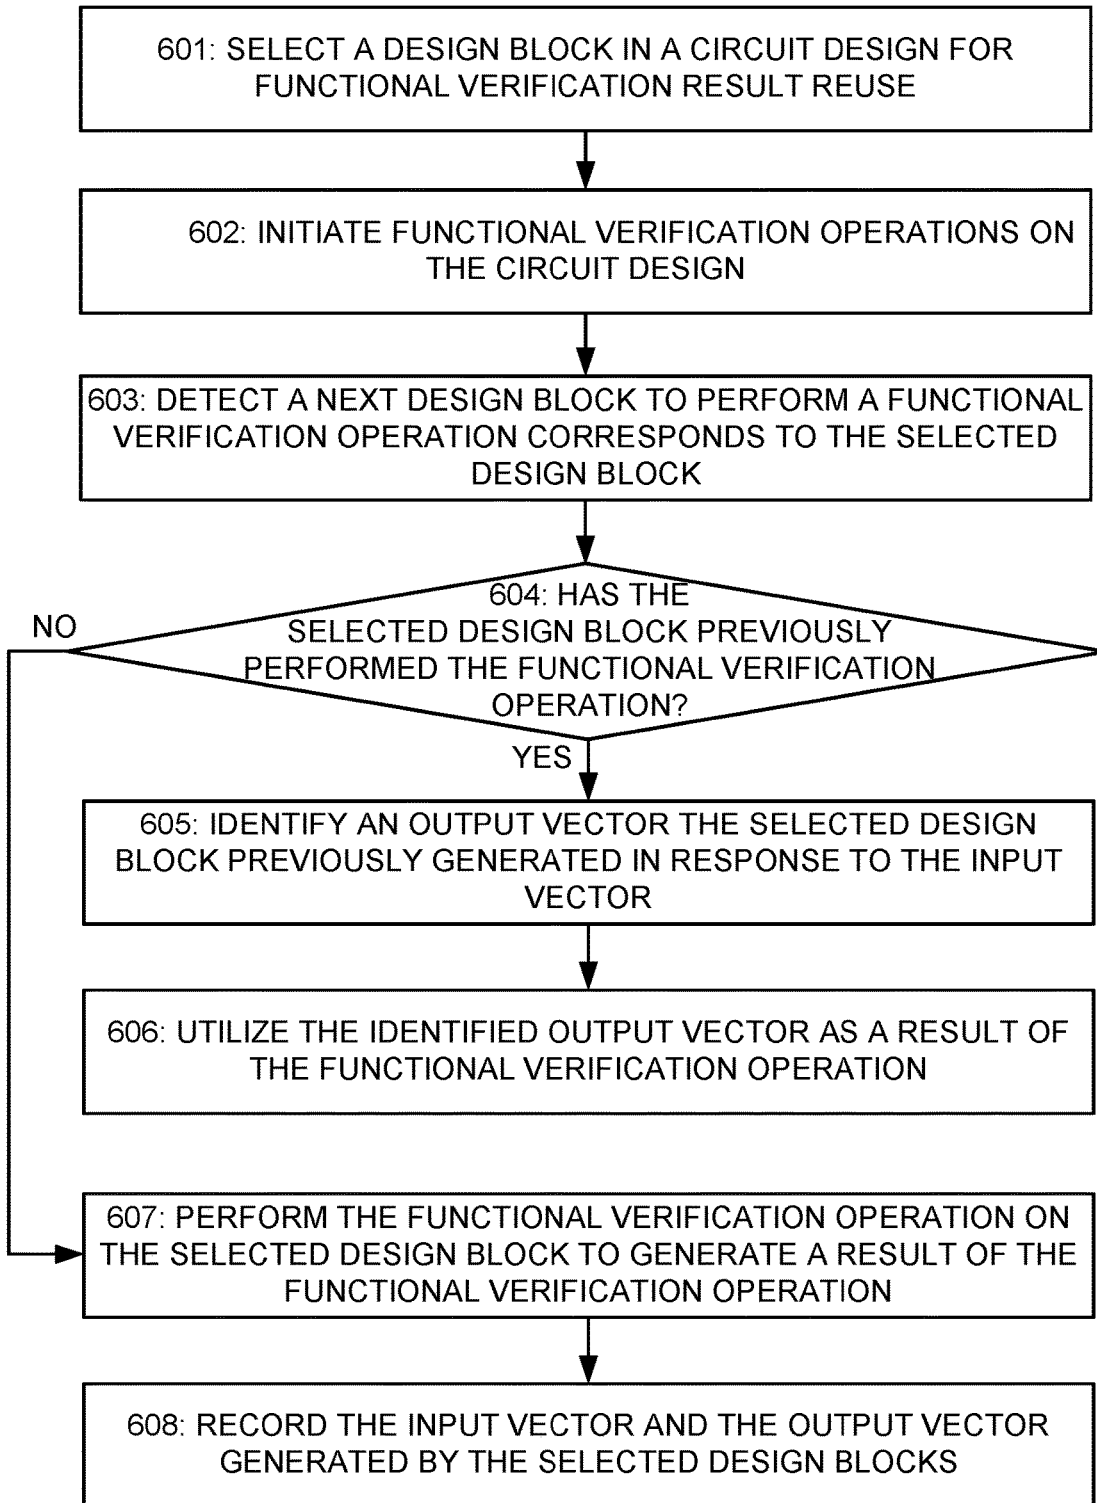 601: SELECT A DESIGN BLOCK IN A CIRCUIT DESIGN FOR
FUNCTIONAL VERIFICATION RESULT REUSE
602: INITIATE FUNCTIONAL VERIFICATION OPERATIONS ON
THE CIRCUIT DESIGN
603: DETECT A NEXT DESIGN BLOCK TO PERFORM A FUNCTIONAL
VERIFICATION OPERATION CORRESPONDS TO THE SELECTED
DESIGN BLOCK
604: HAS THE
NO
SELECTED DESIGN BLOCK PREVIOUSLY
PERFORMED THE FUNCTIONAL VERIFICATION
OPERATION?
YES
605: IDENTIFY AN OUTPUT VECTOR THE SELECTED DESIGN
BLOCK PREVIOUSLY GENERATED IN RESPONSE TO THE INPUT
VECTOR
606: UTILIZE THE IDENTIFIED OUTPUT VECTOR AS A RESULT OF
THE FUNCTIONAL VERIFICATION OPERATION
607: PERFORM THE FUNCTIONAL VERIFICATION OPERATION ON
THE SELECTED DESIGN BLOCK TO GENERATE A RESULT OF THE
FUNCTIONAL VERIFICATION OPERATION
608: RECORD THE INPUT VECTOR AND THE OUTPUT VECTOR
GENERATED BY THE SELECTED DESIGN BLOCKS